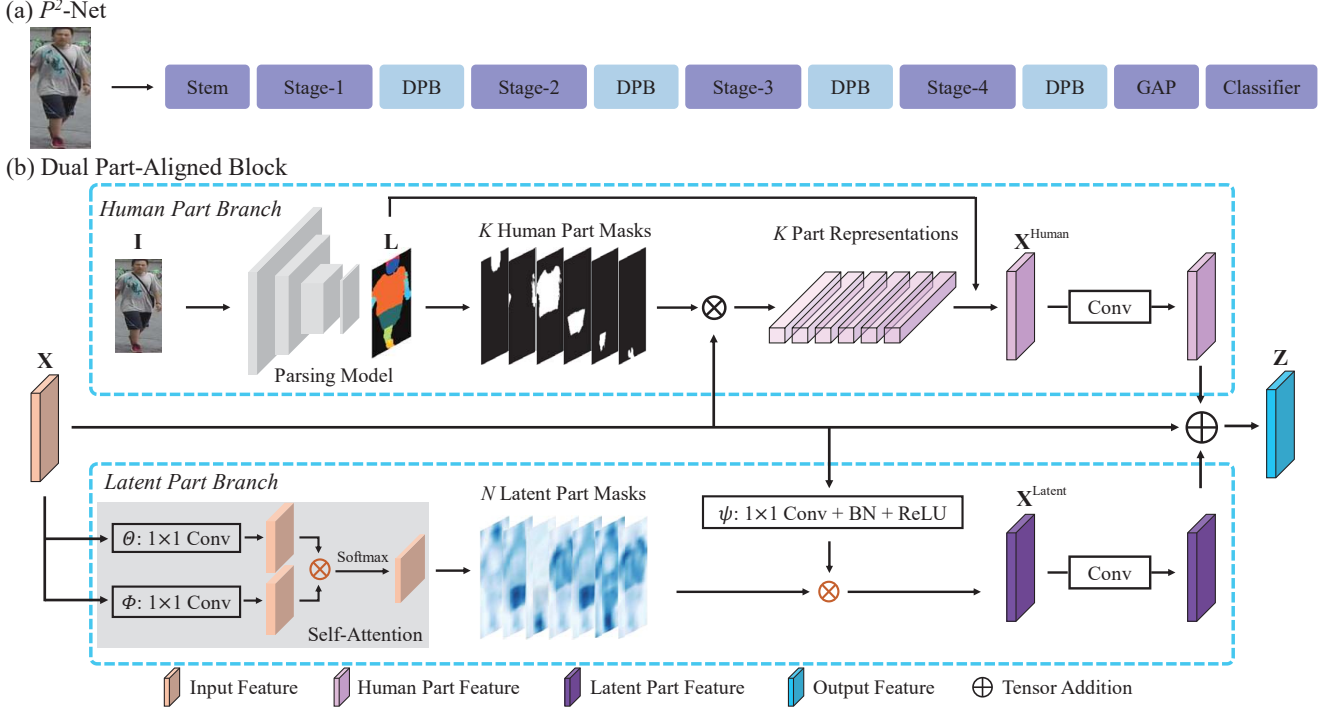 (a) P²-Net
Stem Stage-1 DPB Stage-2 DPB Stage-3 DPB Stage-4 DPB GAP Classifier
(b) Dual Part-Aligned Block
Human Part Branch
I
L
K Human Part Masks
K Part Representations
X^Human
Conv
Parsing Model
X
Z
Latent Part Branch
N Latent Part Masks
ψ: 1×1 Conv + BN + ReLU
X^Latent
Θ: 1×1 Conv
Softmax
Conv
Φ: 1×1 Conv
Self-Attention
Input Feature
Human Part Feature
Latent Part Feature
Output Feature
Tensor Addition